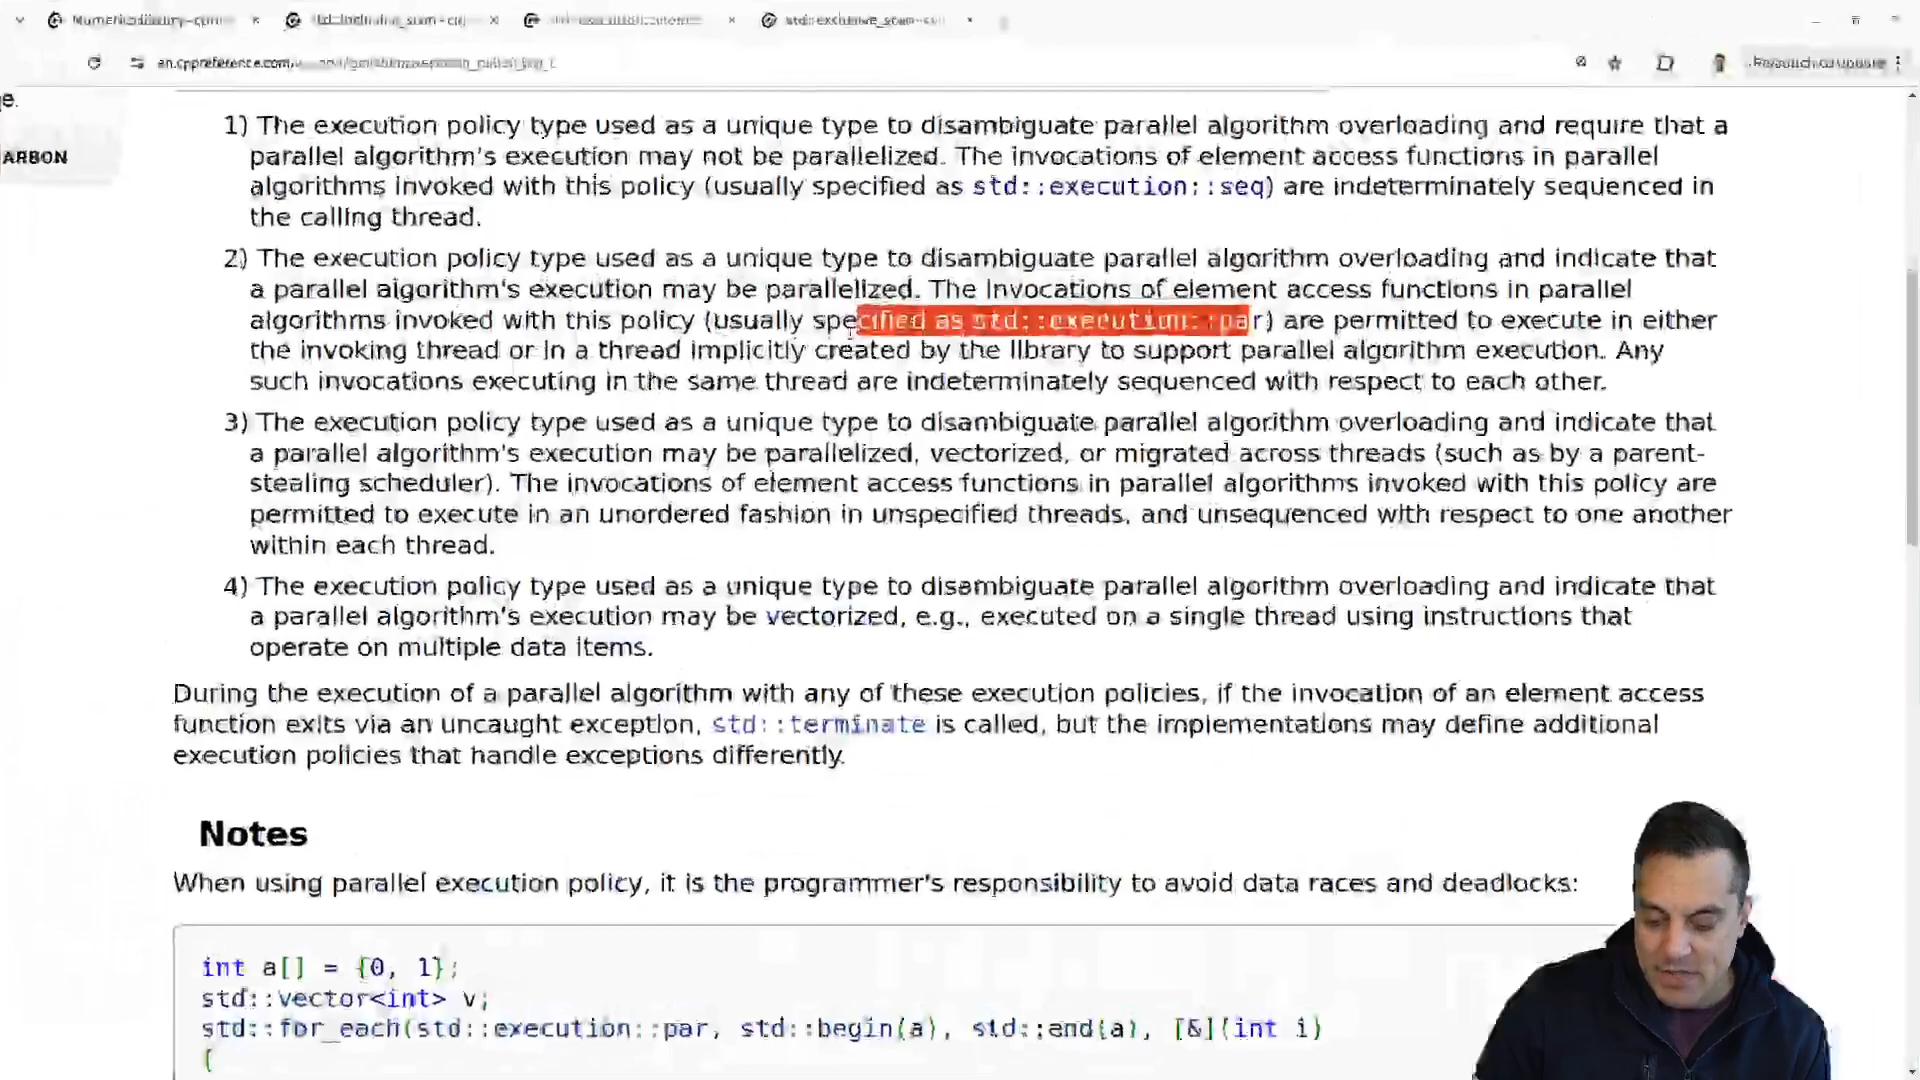 e.
ARBON
1) The execution policy type used as a unique type to disambiguate parallel algorithm overloading and require that a
parallel algorithm's execution may not be parallelized. The invocations of element access functions in parallel
algorithms invoked with this policy (usually specified as std::execution::seq) are indeterminately sequenced in
the calling thread.
2) The execution policy type used as a unique type to disambiguate parallel algorithm overloading and indicate that
a parallel algorithm's execution may be parallelized. The invocations of element access functions in parallel
algorithms invoked with this policy (usually specified as std::execution::par) are permitted to execute in either
the invoking thread or in a thread implicitly created by the library to support parallel algorithm execution. Any
such invocations executing in the same thread are indeterminately sequenced with respect to each other.
3) The execution policy type used as a unique type to disambiguate parallel algorithm overloading and indicate that
a parallel algorithm's execution may be parallelized, vectorized, or migrated across threads (such as by a parent-
stealing scheduler). The invocations of element access functions in parallel algorithms invoked with this policy are
permitted to execute in an unordered fashion in unspecified threads, and unsequenced with respect to one another
within each thread.
4) The execution policy type used as a unique type to disambiguate parallel algorithm overloading and indicate that
a parallel algorithm's execution may be vectorized, e.g., executed on a single thread using instructions that
operate on multiple data items.
During the execution of a parallel algorithm with any of these execution policies, if the invocation of an element access
function exits via an uncaught exception, std::terminate is called, but the implementations may define additional
execution policies that handle exceptions differently.
Notes
When using parallel execution policy, it is the programmer's responsibility to avoid data races and deadlocks:
int a[] = {0, 1};
std::vector<int> v;
std::for_each(std::execution::par, std::begin(a), std::end(a), [&](int i)
{